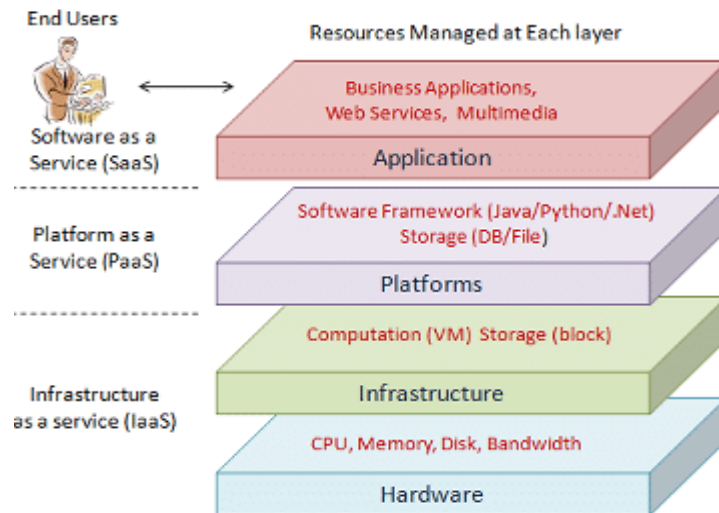 End Users
Resources Managed at Each layer
Business Applications,
Web Services, Multimedia
Application
Software as a
Service (SaaS)
Software Framework (Java/Python/.Net)
Storage (DB/File)
Platforms
Platform as a
Service (PaaS)
Computation (VM) Storage (block)
Infrastructure
Infrastructure
as a service (IaaS)
CPU, Memory, Disk, Bandwidth
Hardware